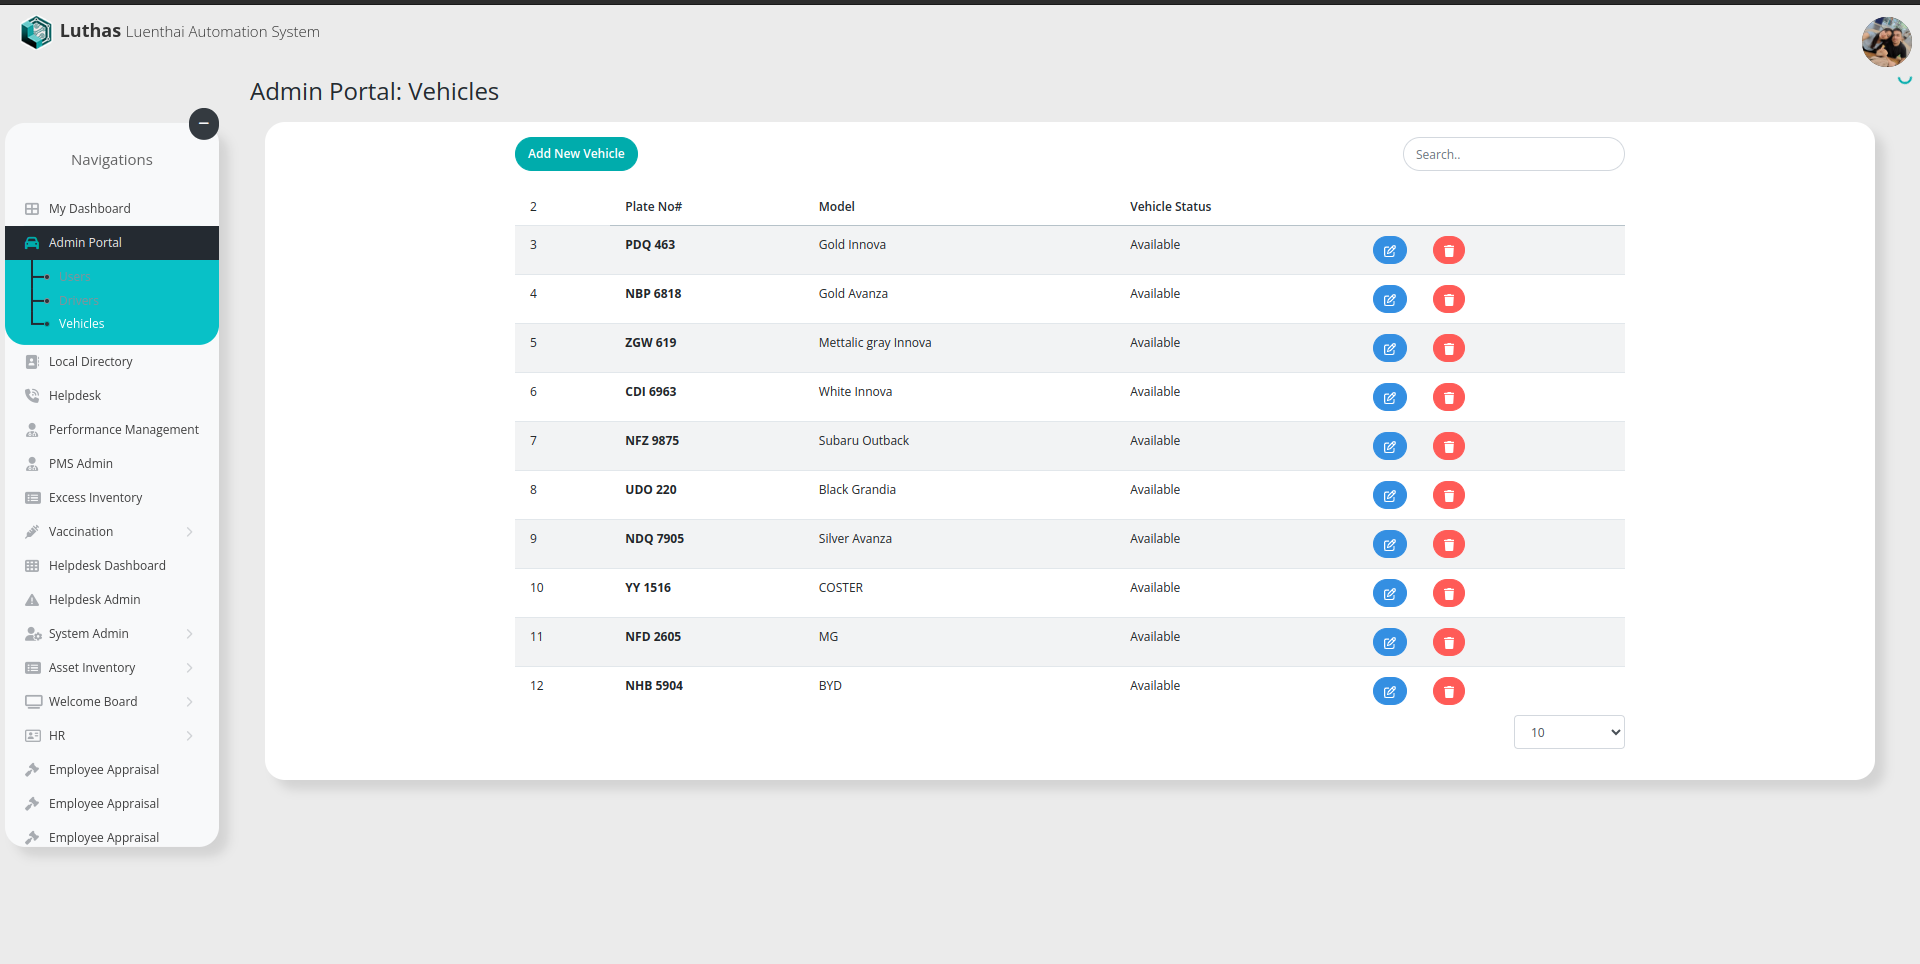 Luthas Luenthai Automation System
Admin Portal: Vehicles
Navigations
My Dashboard
Admin Portal
Users
Drivers
Vehicles
Local Directory
Helpdesk
Performance Management
PMS Admin
Excess Inventory
Vaccination
Helpdesk Dashboard
Helpdesk Admin
System Admin
Asset Inventory
Welcome Board
HR
Employee Appraisal
Employee Appraisal
Employee Appraisal
Add New Vehicle
Search..
2 Plate No# Model Vehicle Status
3 PDQ 463 Gold Innova Available
4 NBP 6818 Gold Avanza Available
5 ZGW 619 Mettalic gray Innova Available
6 CDI 6963 White Innova Available
7 NFZ 9875 Subaru Outback Available
8 UDO 220 Black Grandia Available
9 NDQ 7905 Silver Avanza Available
10 YY 1516 COSTER Available
11 NFD 2605 MG Available
12 NHB 5904 BYD Available
10